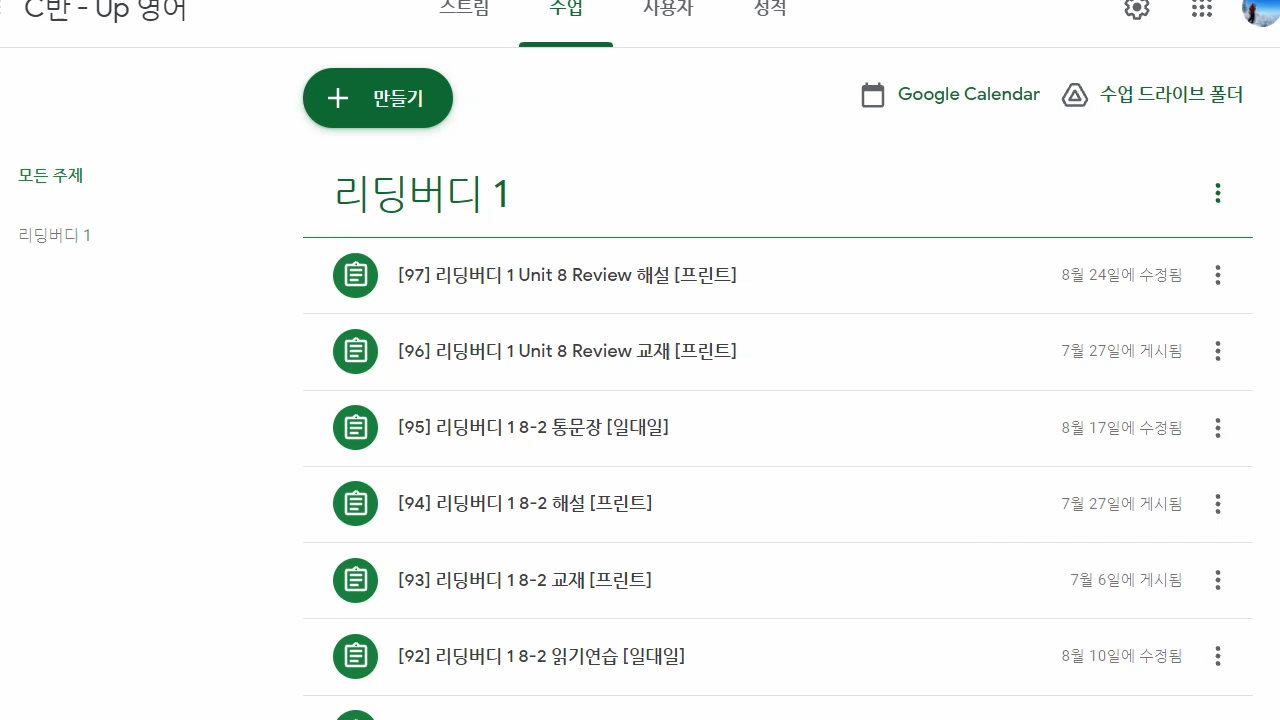 C반 - Up 영어
스트림 수업 사용자 성적
만들기
Google Calendar 수업 드라이브 폴더
모든 주제
리딩버디 1
리딩버디 1
[97] 리딩버디 1 Unit 8 Review 해설 [프린트] 8월 24일에 수정됨
[96] 리딩버디 1 Unit 8 Review 교재 [프린트] 7월 27일에 게시됨
[95] 리딩버디 1 8-2 통문장 [일대일] 8월 17일에 수정됨
[94] 리딩버디 1 8-2 해설 [프린트] 7월 27일에 게시됨
[93] 리딩버디 1 8-2 교재 [프린트] 7월 6일에 게시됨
[92] 리딩버디 1 8-2 읽기연습 [일대일] 8월 10일에 수정됨